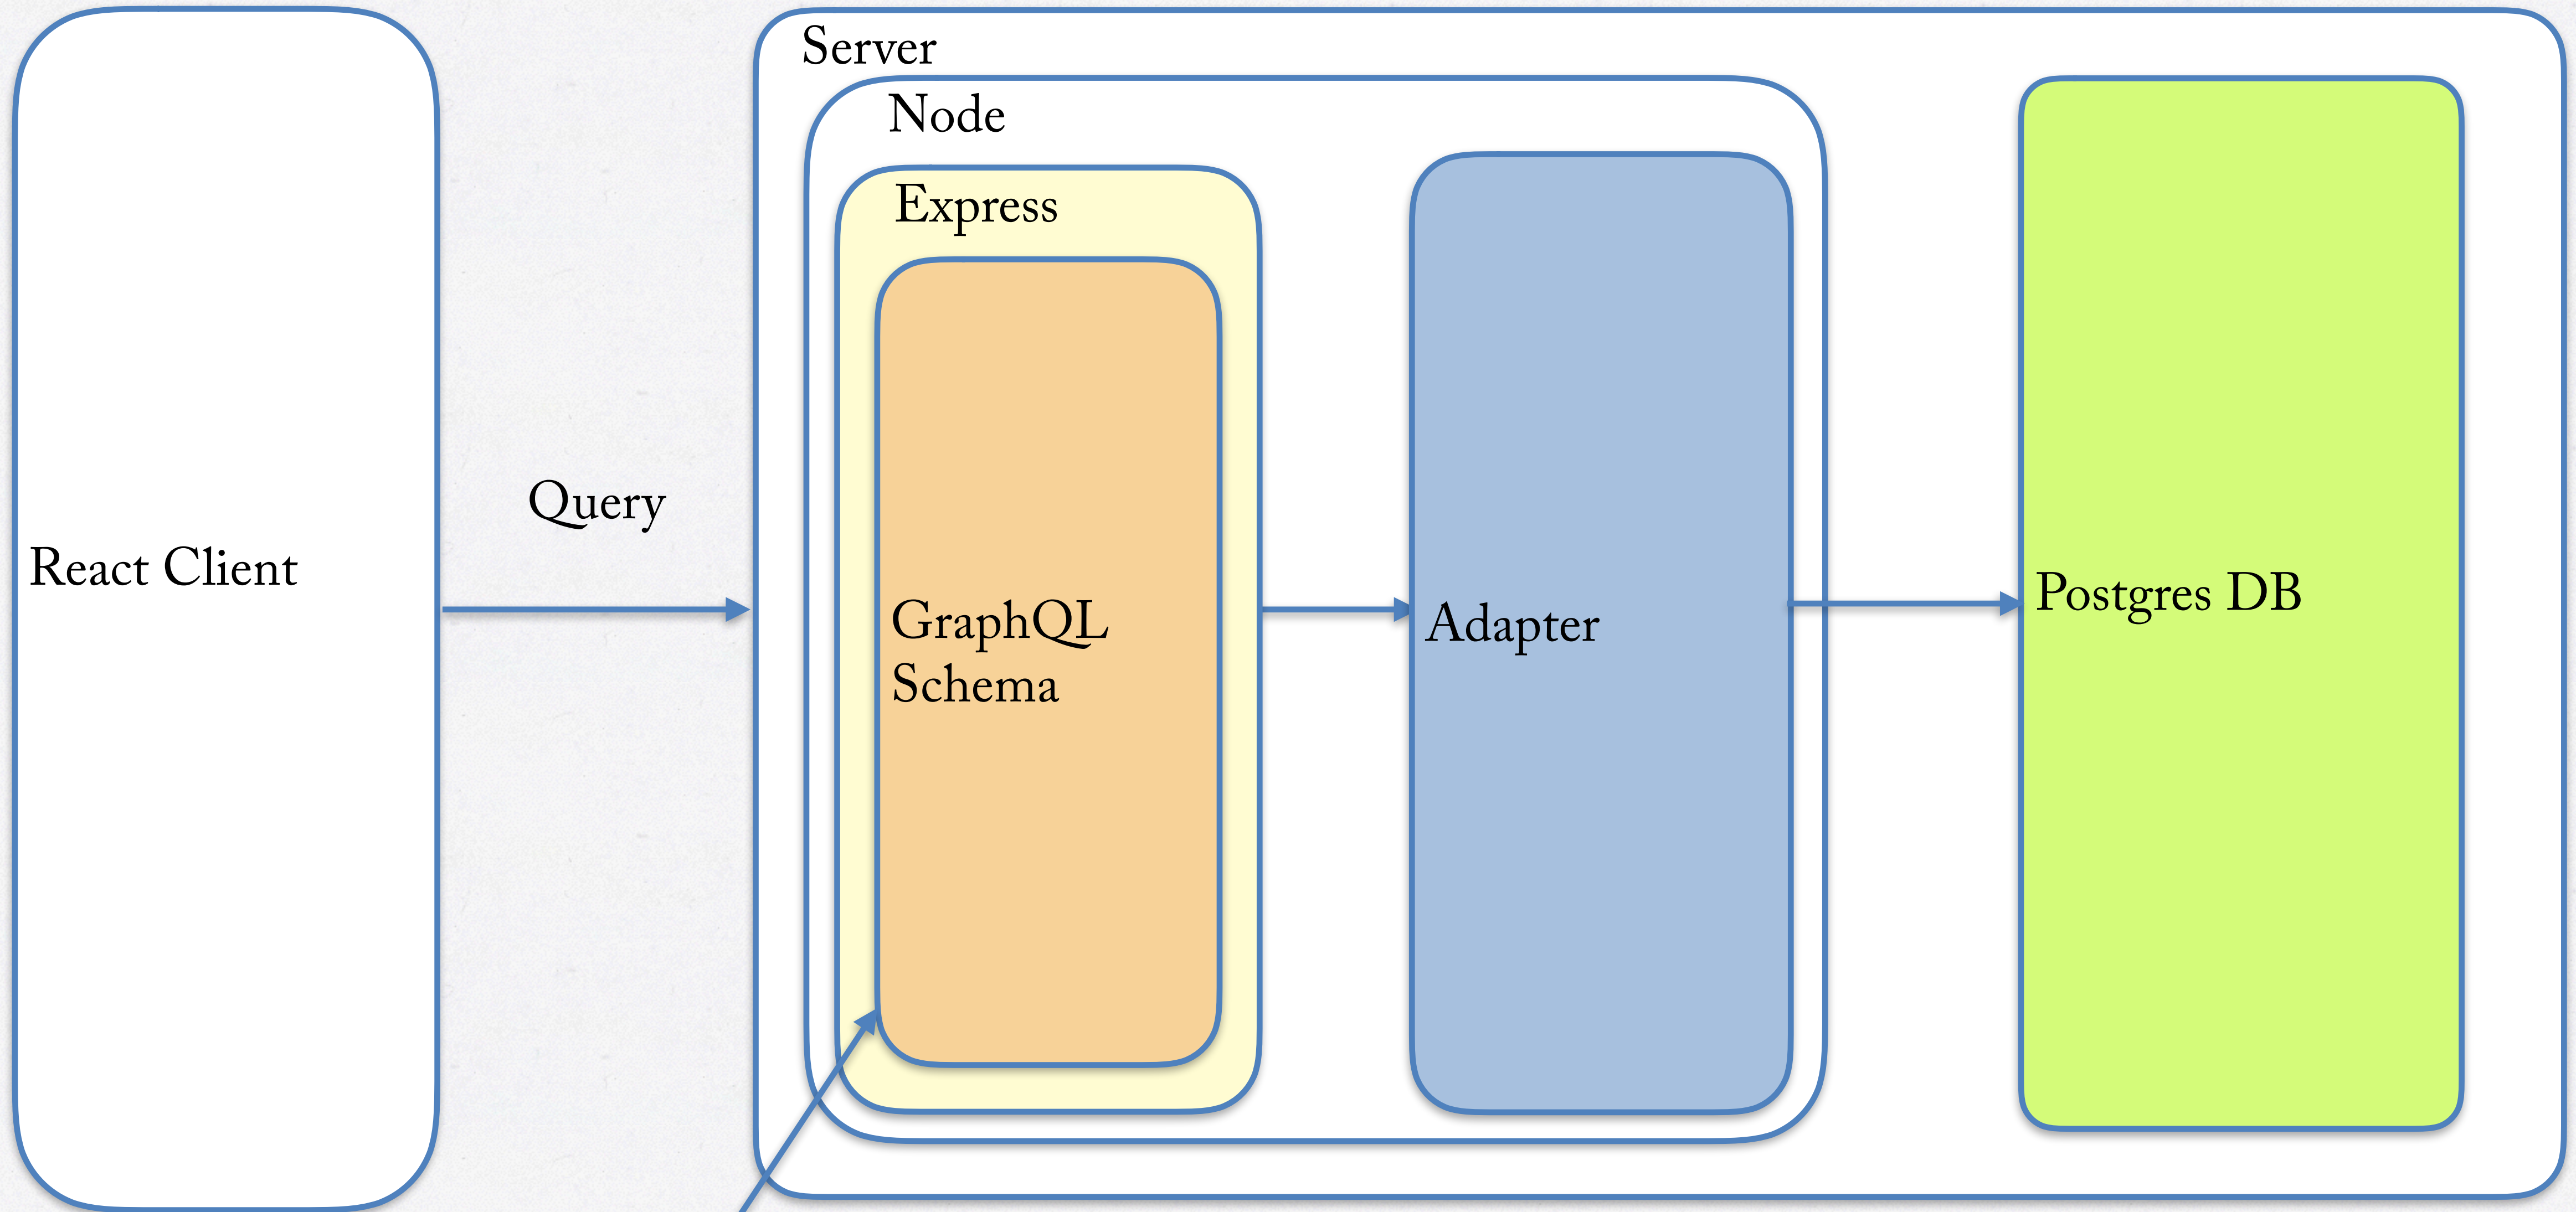 Server
Node
Express
Query
React Client
GraphQL
Schema
Adapter
Postgres DB